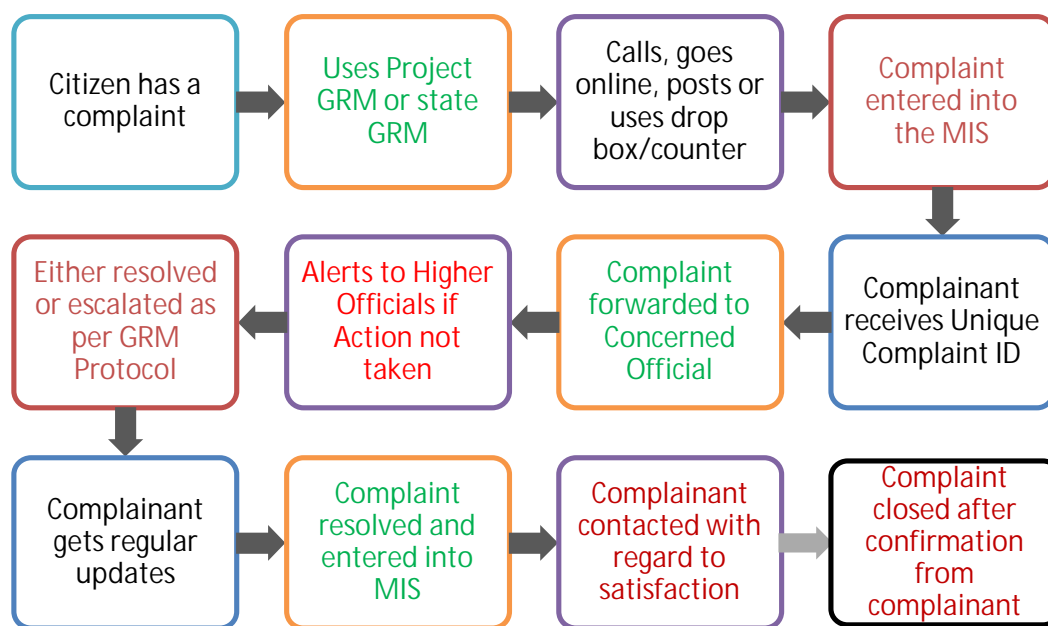 Citizen has a
complaint
Uses Project
GRM or state
GRM
Calls, goes
online, posts or
uses drop
box/counter
Complaint
entered into
the MIS
Complainant
receives Unique
Complaint ID
Complaint
forwarded to
Concerned
Official
Alerts to Higher
Officials if
Action not
taken
Either resolved
or escalated as
per GRM
Protocol
Complainant
gets regular
updates
Complaint
resolved and
entered into
MIS
Complainant
contacted with
regard to
satisfaction
Complaint
closed after
confirmation
from
complainant